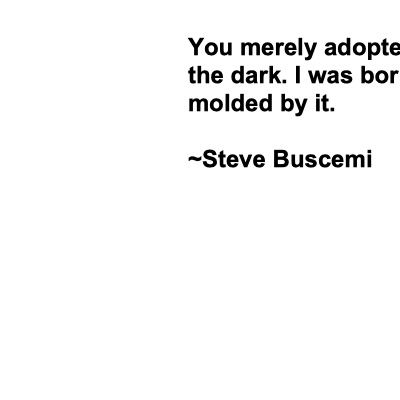 You merely adopte
the dark. I was bor
molded by it.
~Steve Buscemi